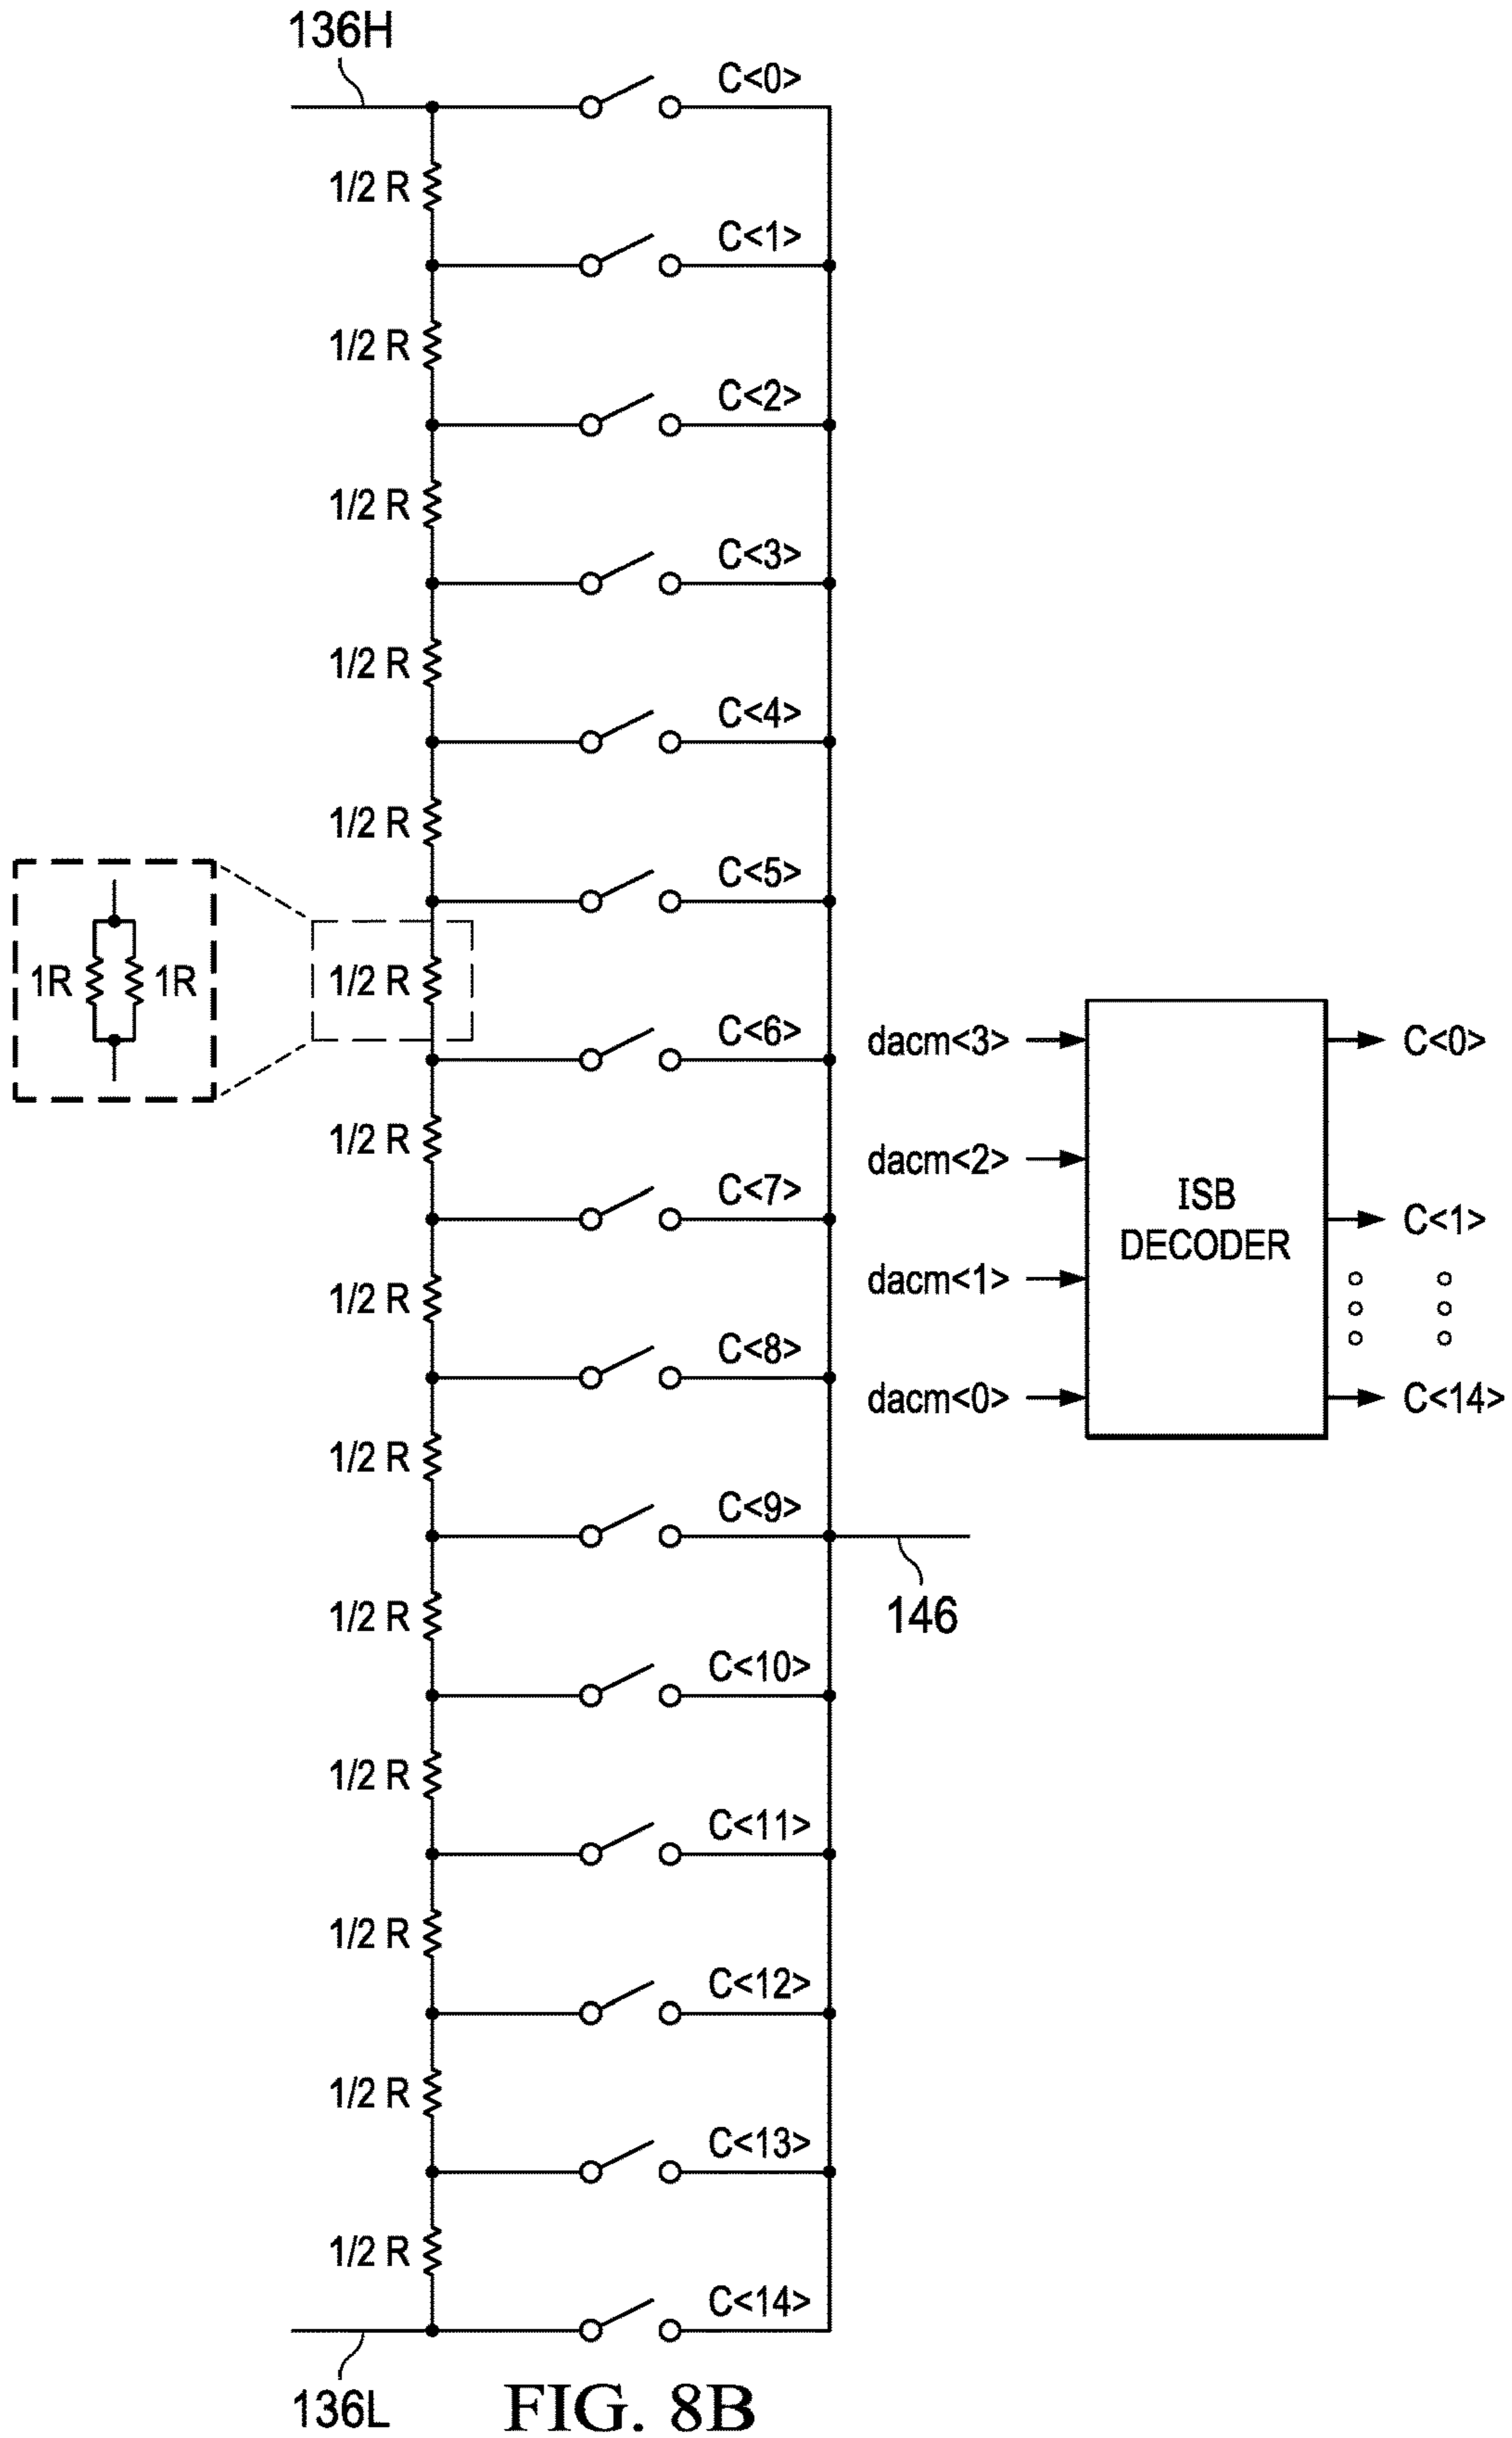 136H
C<0>
1/2 R
C<1>
1/2 R
C<2>
1/2 R
C<3>
1/2 R
C<4>
1/2 R
C<5>
1R 1R 1/2 R
C<6>
1/2 R
C<7>
1/2 R
C<8>
1/2 R
C<9>
146
1/2 R
C<10>
1/2 R
C<11>
1/2 R
C<12>
1/2 R
C<13>
1/2 R
C<14>
136L
dacm<3>
dacm<2>
dacm<1>
dacm<0>
ISB
DECODER
C<0>
C<1>
C<14>
FIG. 8B